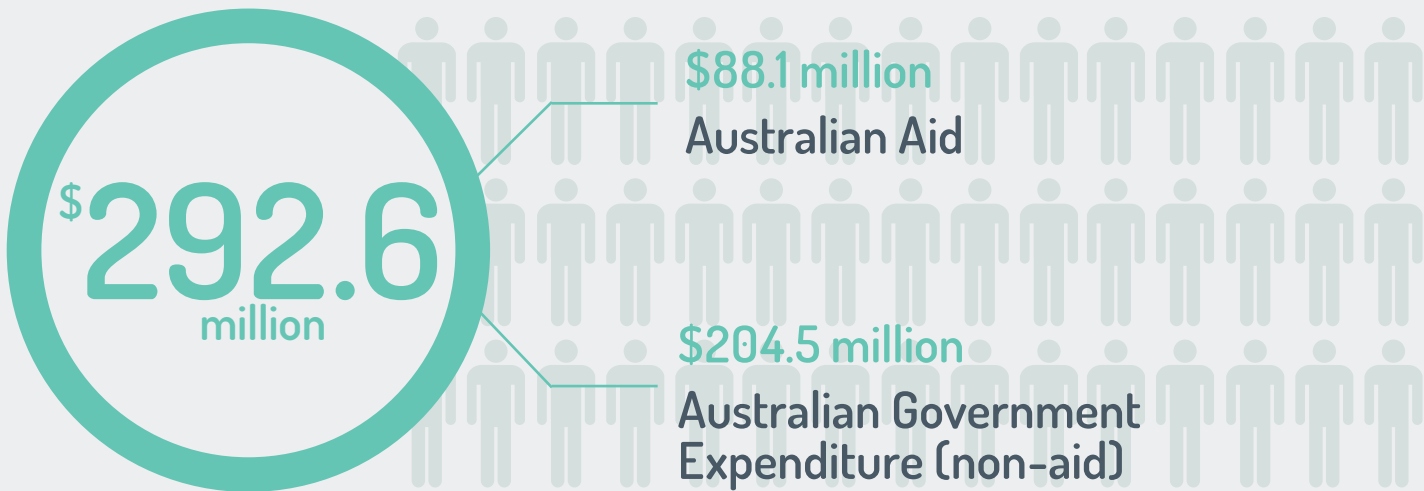 $292.6
million
$88.1 million
Australian Aid
$204.5 million
Australian Government
Expenditure (non-aid)